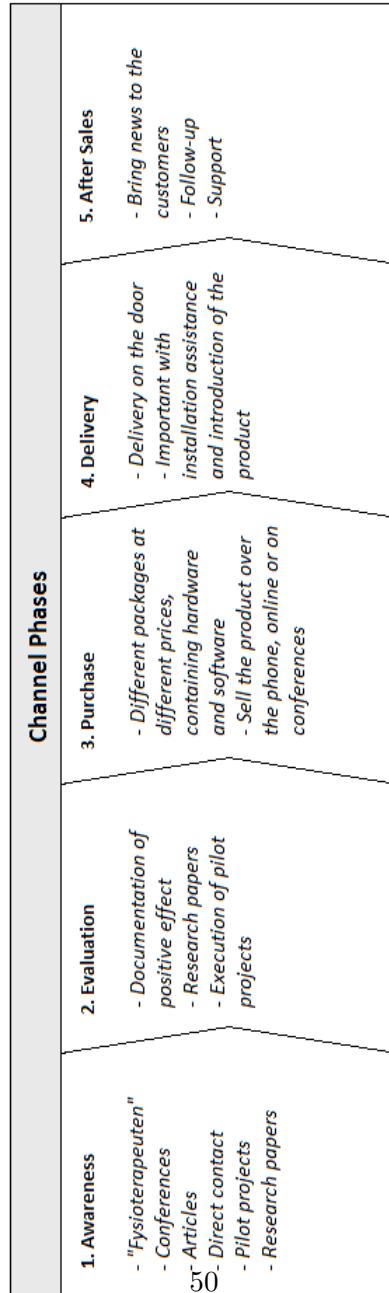 Channel Phases
1. Awareness
- "Fysioterapeuten"
- Conferences
- Articles
- Direct contact
- Pilot projects
- Research papers
2. Evaluation
- Documentation of
positive effect
- Research papers
- Execution of pilot
projects
3. Purchase
- Different packages at
different prices,
containing hardware
and software
- Sell the product over
the phone, online or on
conferences
4. Delivery
- Delivery on the door
- Important with
installation assistance
and introduction of the
product
5. After Sales
- Bring news to the
customers
- Follow-up
- Support
50